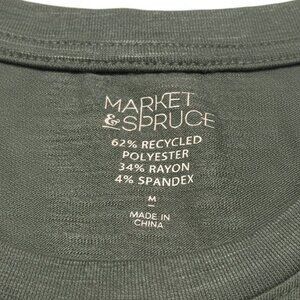 MARKET
& SPRUCE
62% RECYCLED
POLYESTER
34% RAYON
4% SPANDEX
M
MADE IN
CHINA